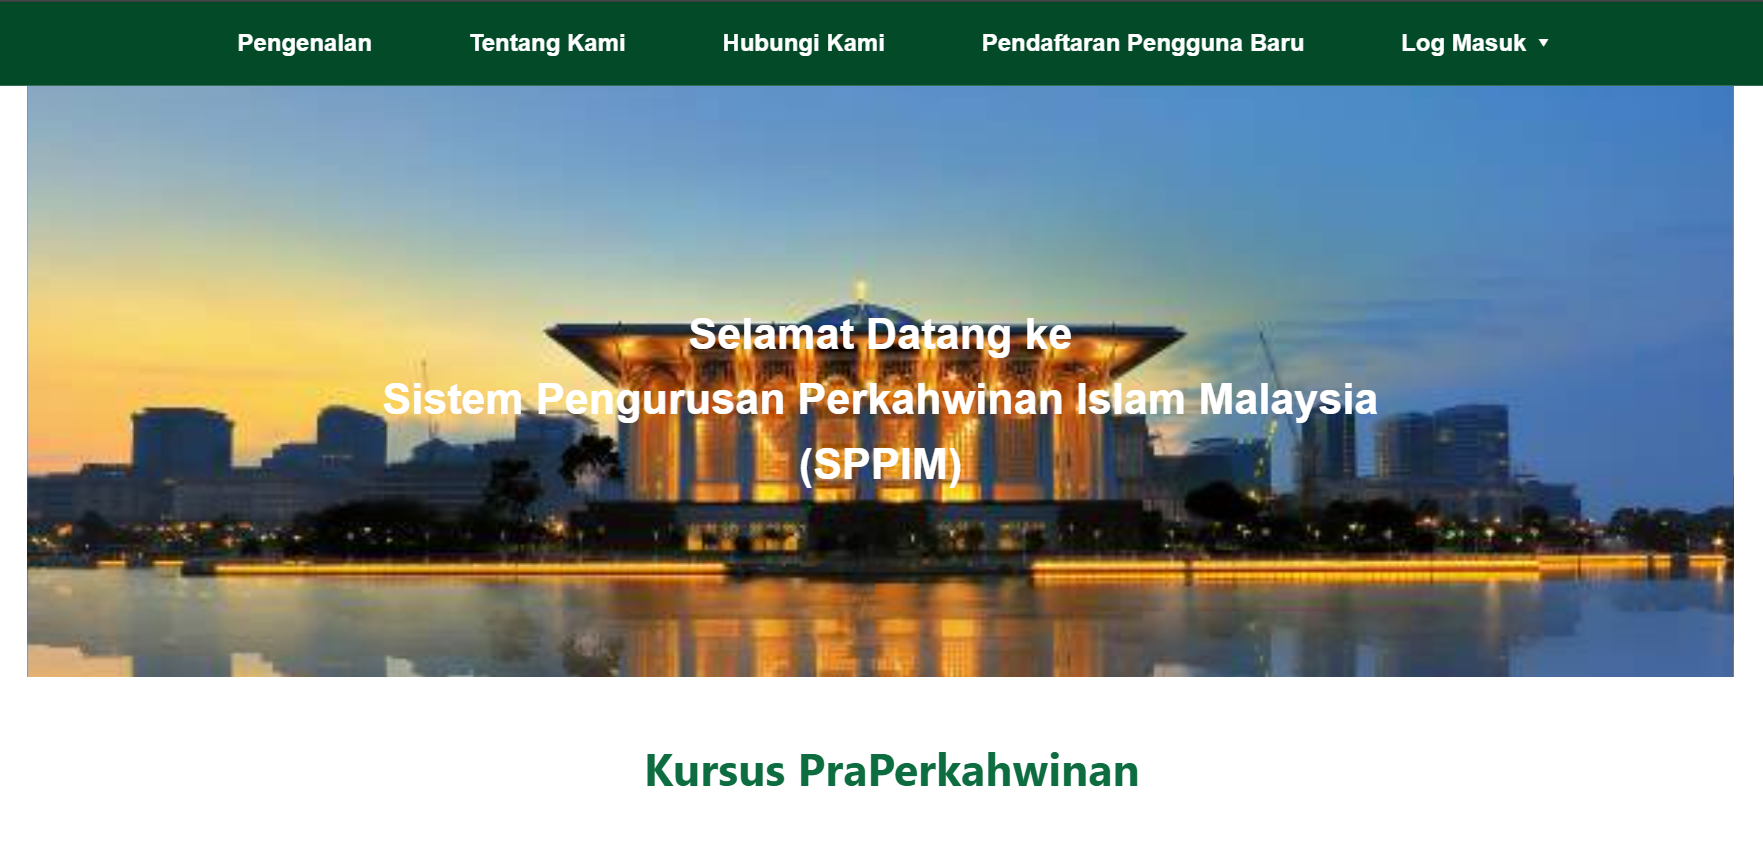 Pengenalan
Tentang Kami
Hubungi Kami
Pendaftaran Pengguna Baru
Log Masuk
Selamat Datang ke
Sistem Pengurusan Perkahwinan Islam Malaysia
(SPPIM)
Kursus PraPerkahwinan